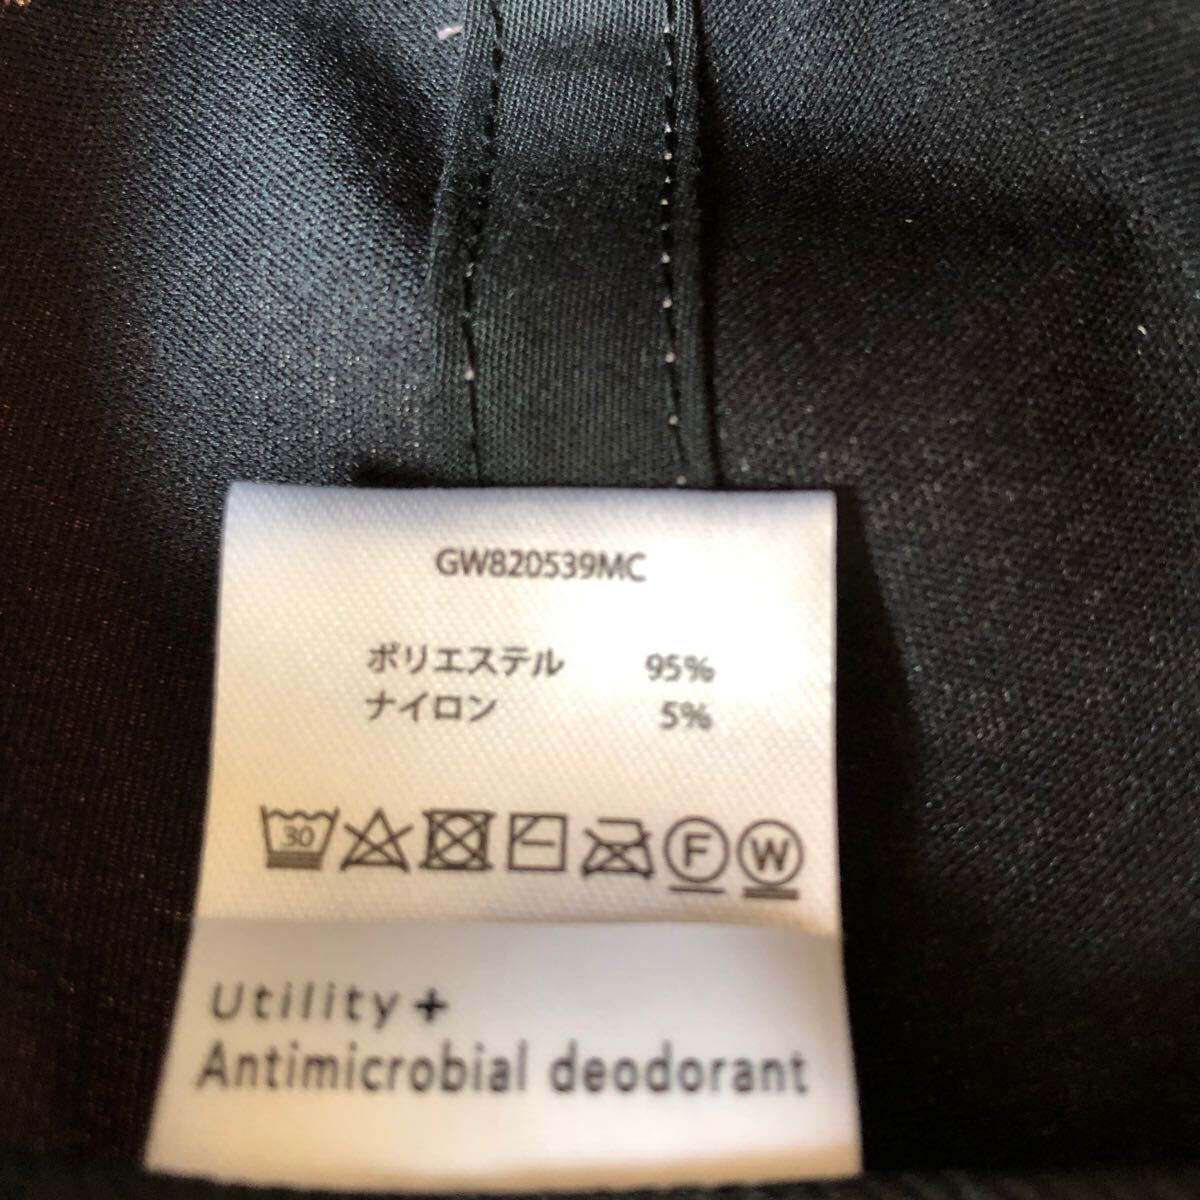 GW820539MC
ポリエステル 95%
ナイロン 5%
30 F W
Utility+
Antimicrobial deodorant